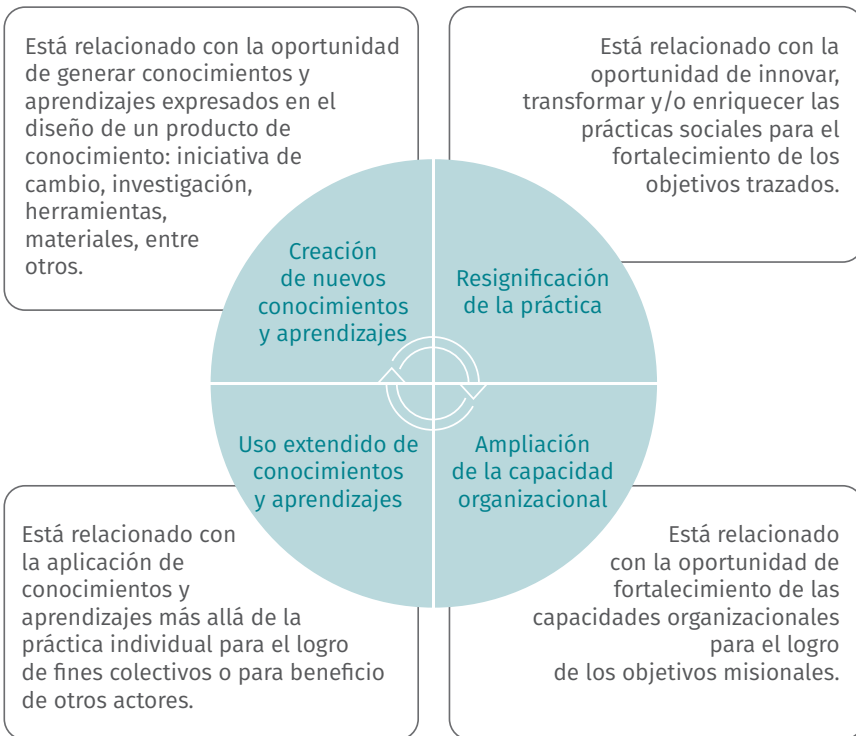 Está relacionado con la oportunidad
de generar conocimientos y
aprendizajes expresados en el
diseño de un producto de
conocimiento: iniciativa de
cambio, investigación,
herramientas,
materiales, entre
otros.
Está relacionado con la
oportunidad de innovar,
transformar y/o enriquecer las
prácticas sociales para el
fortalecimiento de los
objetivos trazados.
Creación
de nuevos
conocimientos
y aprendizajes
Resignificación
de la práctica
Uso extendido de
conocimientos
y aprendizajes
Ampliación
de la capacidad
organizacional
Está relacionado con
la aplicación de
conocimientos y
aprendizajes más allá de la
práctica individual para el logro
de fines colectivos o para beneficio
de otros actores.
Está relacionado
con la oportunidad de
fortalecimiento de las
capacidades organizacionales
para el logro
de los objetivos misionales.